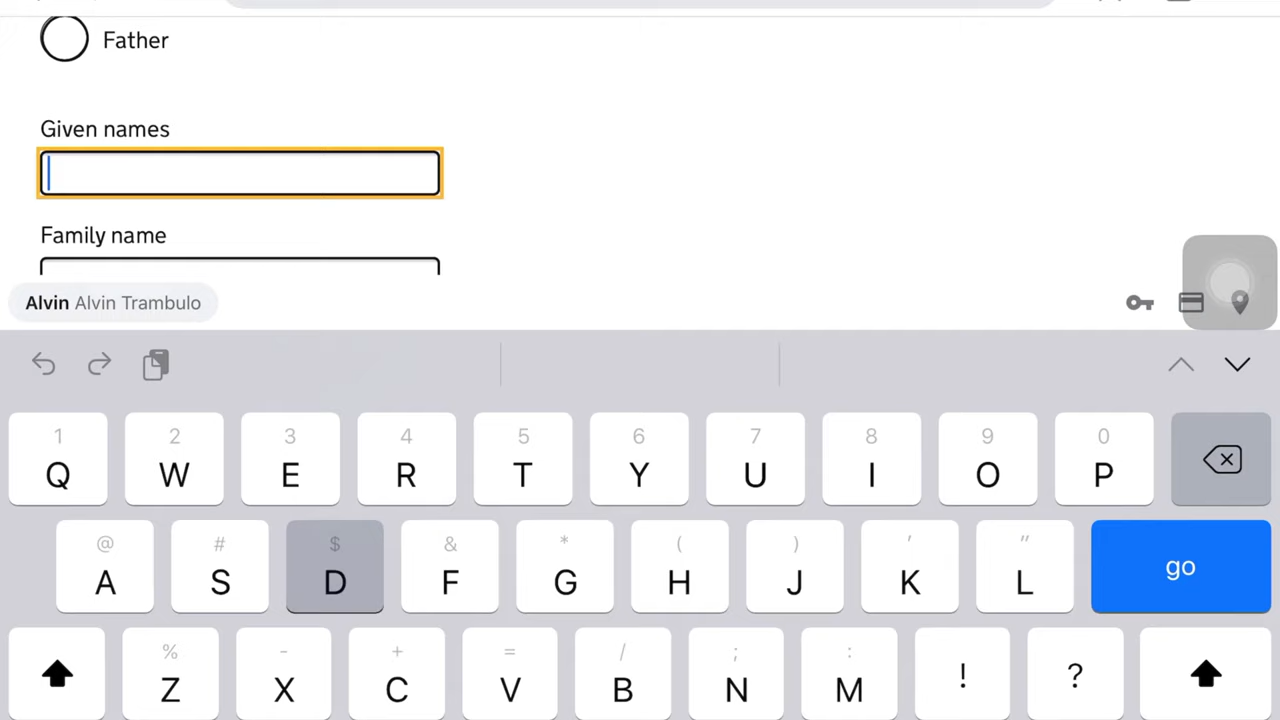 Father
Given names
Family name
Alvin Alvin Trambulo
1 2 3 4 5 6 7 8 9 0
Q W E R T Y U I O P
@ # $ & * ( ) ' "
A S D F G H J K L go
% - + = / ; :
Z X C V B N M ! ?